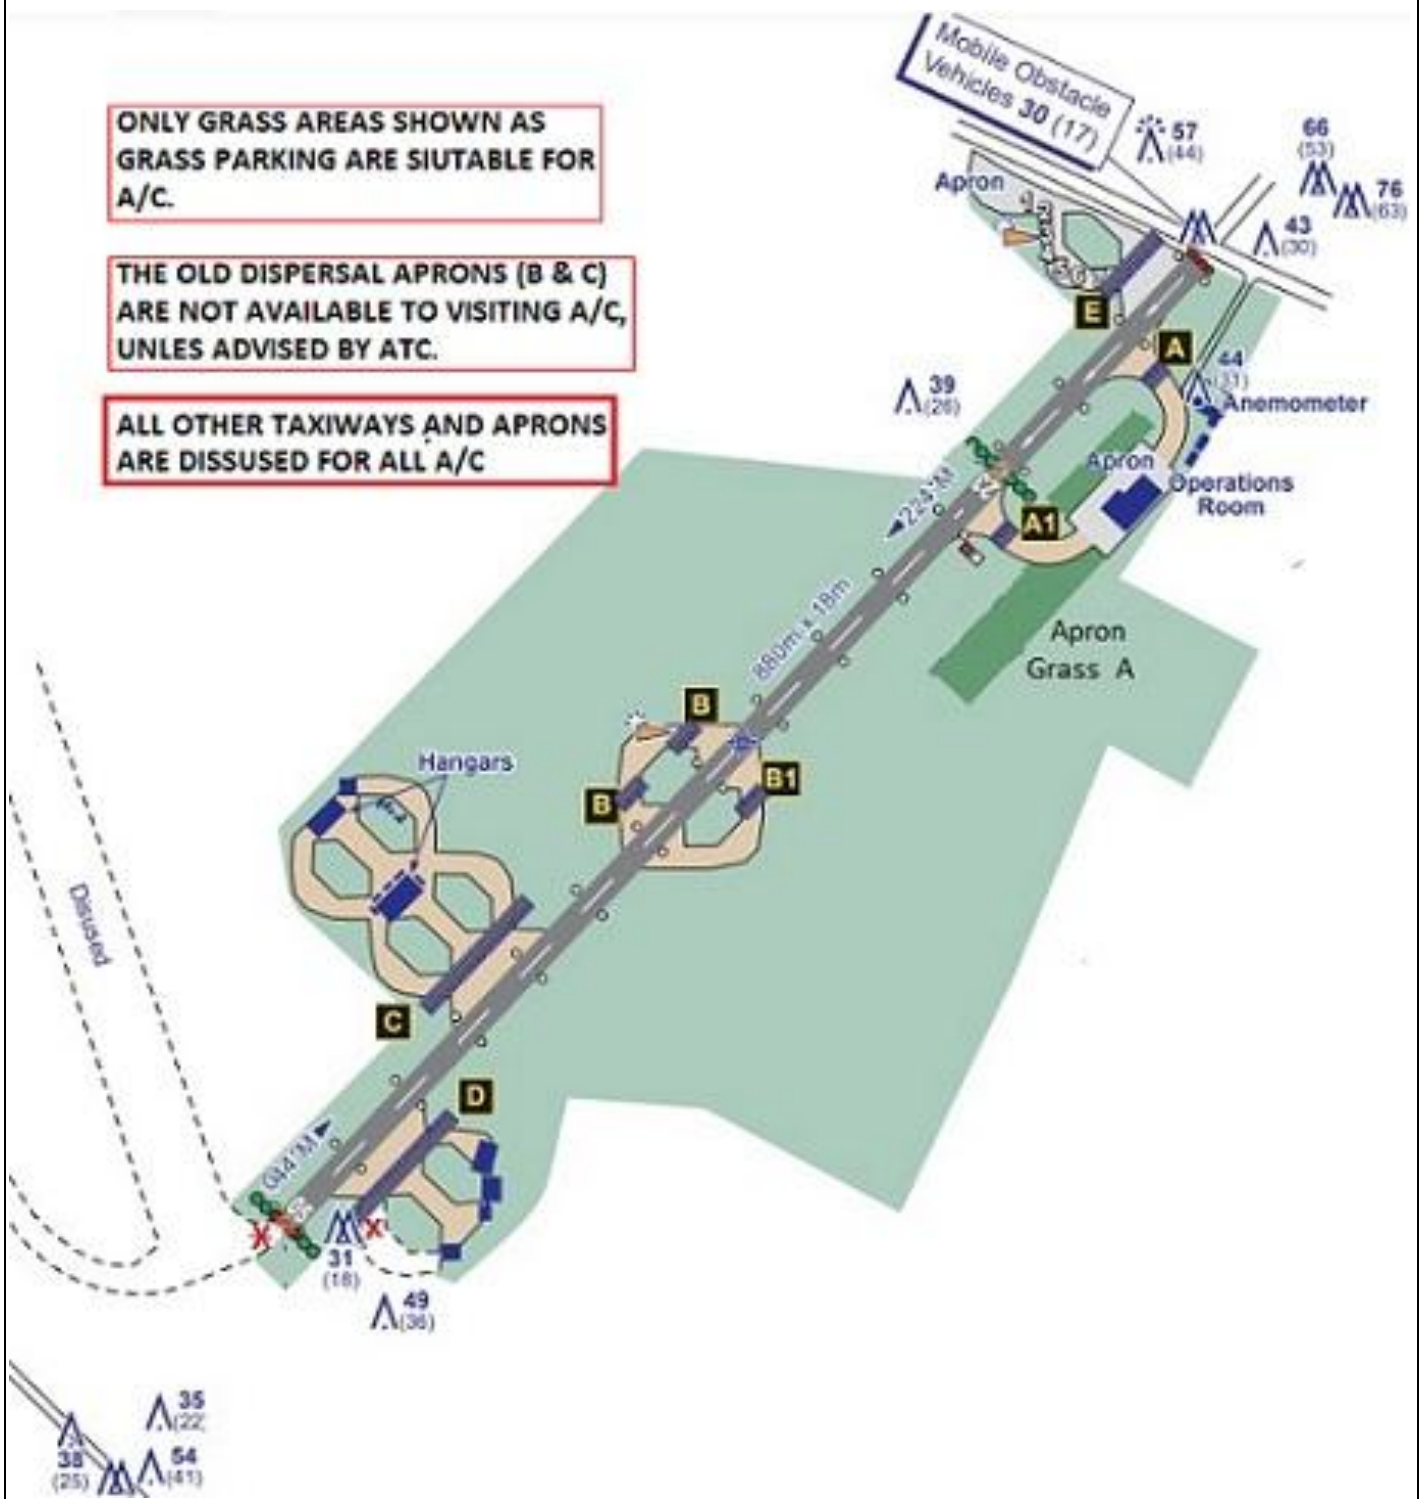 Mobile Obstacle
Vehicles 30 (17)
ONLY GRASS AREAS SHOWN AS
GRASS PARKING ARE SIUTABLE FOR
A/C.
57
(44)
66
(53)
76
(63)
43
(30)
Apron
THE OLD DISPERSAL APRONS (B & C)
ARE NOT AVAILABLE TO VISITING A/C,
UNLES ADVISED BY ATC.
E
A
44
(31)
39
(26)
Anemometer
ALL OTHER TAXIWAYS AND APRONS
ARE DISSUSED FOR ALL A/C
Apron
Operations
Room
224°M
A1
880m x 18m
Apron
Grass A
B
Hangars
B1
B
Disused
C
D
044°M
X
X
31
(18)
49
(36)
35
(22
38
(25)
54
(41)